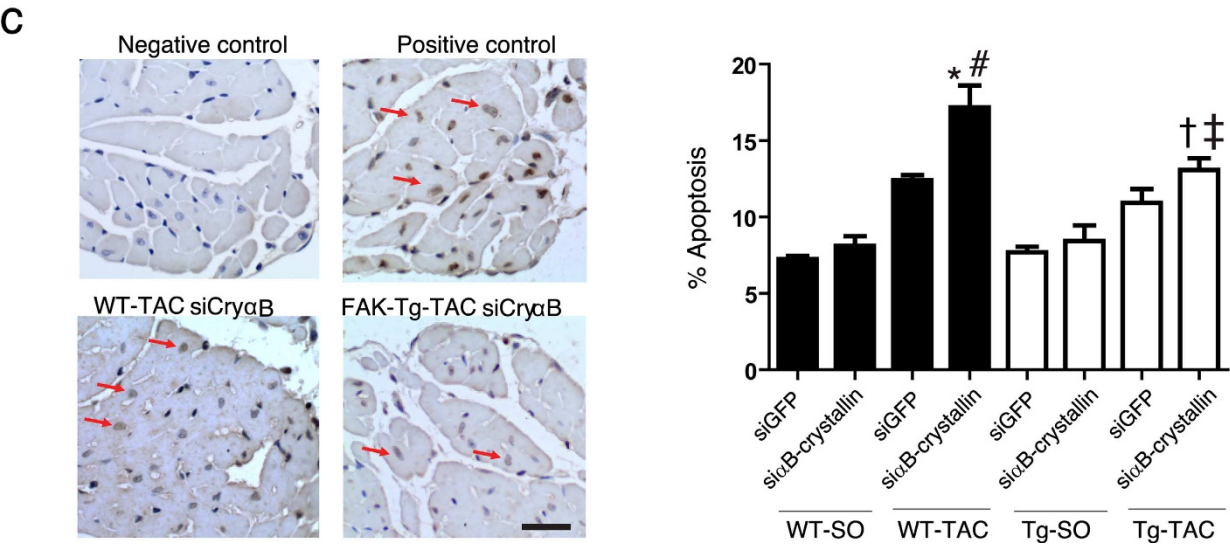 C
Negative control
Positive control
WT-TAC siCryαB
FAK-Tg-TAC siCryαB
% Apoptosis
20
15
10
5
0
* #
† ‡
siGFP
siαB-crystallin
siGFP
siαB-crystallin
siGFP
siαB-crystallin
siGFP
siαB-crystallin
WT-SO
WT-TAC
Tg-SO
Tg-TAC